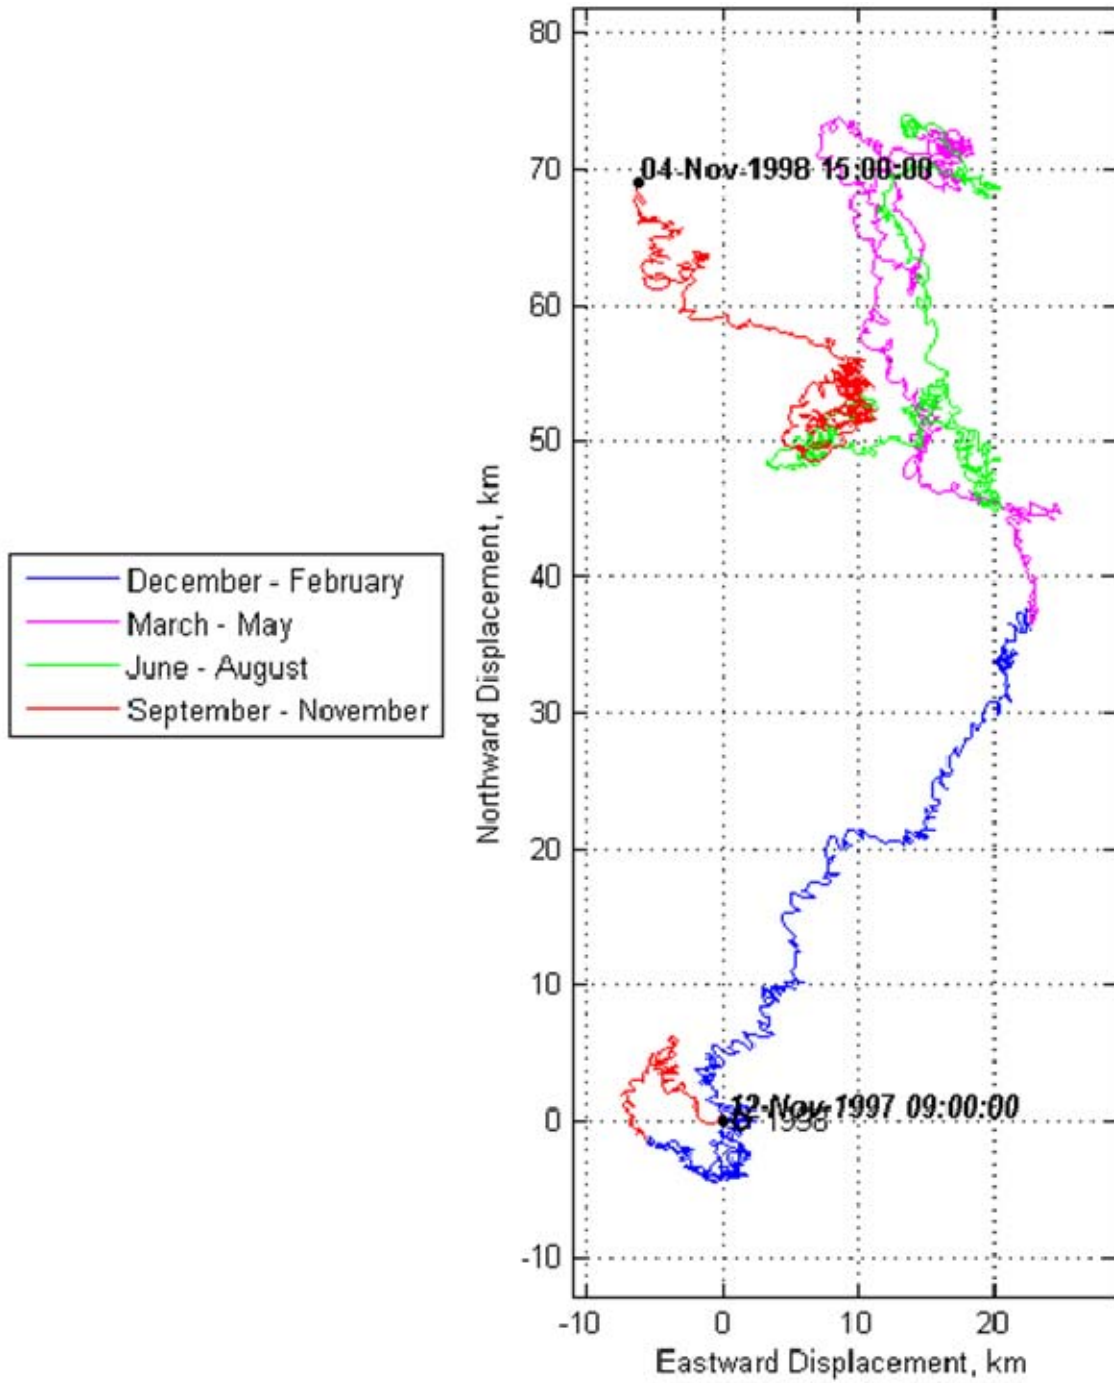 80
04-Nov-1998 15:00:00
70
60
50
40
30
20
10
12-Nov-1997 09:00:00
1998
0
-10
-10 0 10 20
Eastward Displacement, km
Northward Displacement, km
December - February
March - May
June - August
September - November